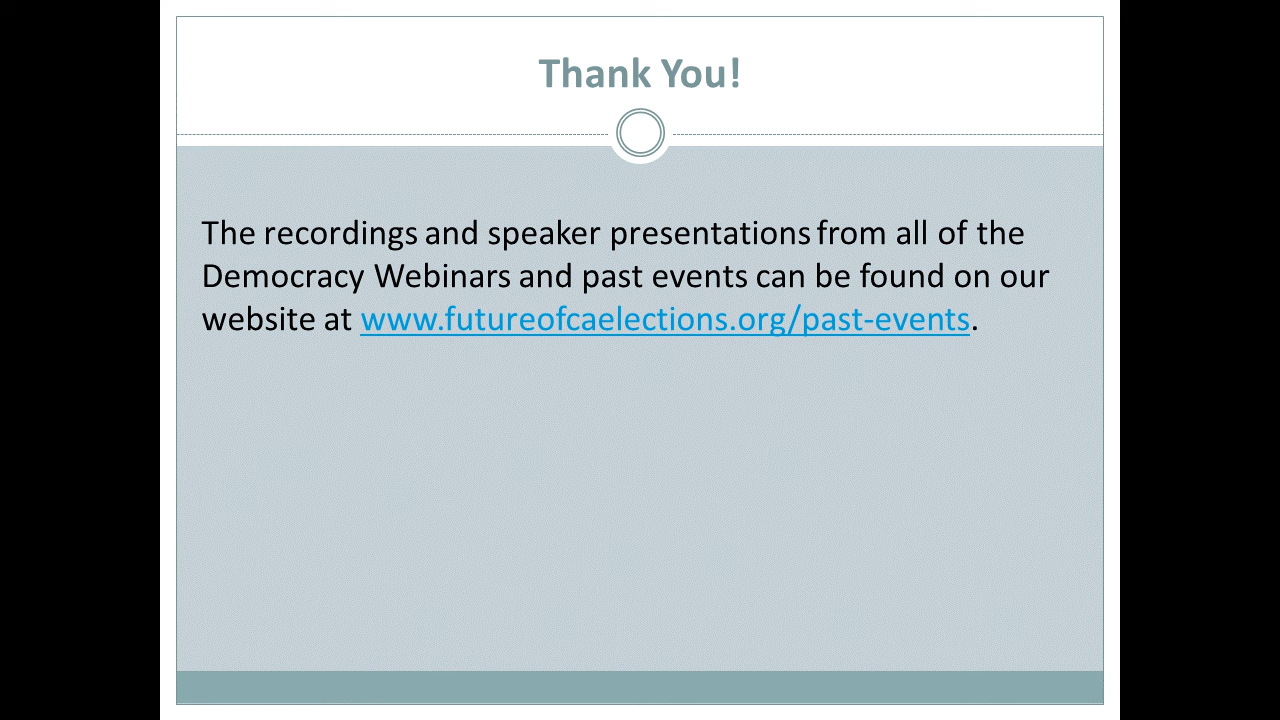 Thank You!
The recordings and speaker presentations from all of the
Democracy Webinars and past events can be found on our
website at www.futureofcaelections.org/past-events.